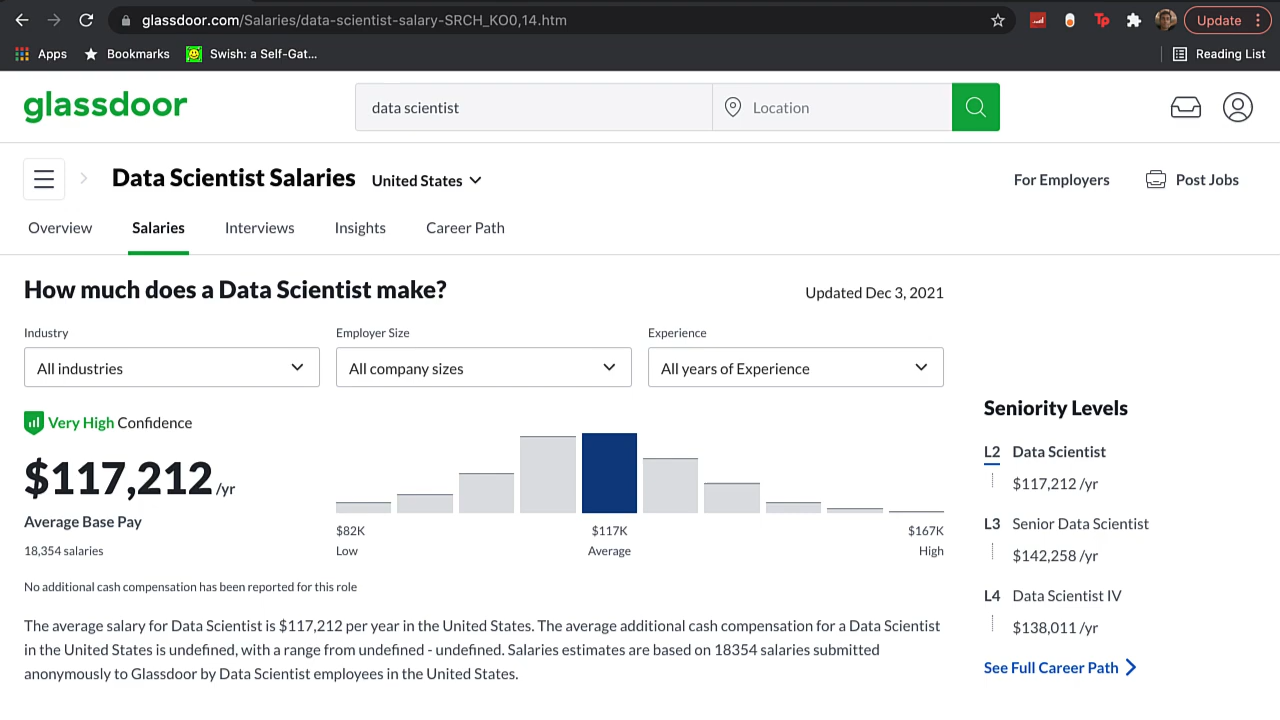 glassdoor.com/Salaries/data-scientist-salary-SRCH_KO0,14.htm
Tp
Update
Apps
Bookmarks
Swish: a Self-Gat...
Reading List
glassdoor
data scientist
Location
Data Scientist Salaries
United States
For Employers
Post Jobs
Overview
Salaries
Interviews
Insights
Career Path
How much does a Data Scientist make?
Updated Dec 3, 2021
Industry
Employer Size
Experience
All industries
All company sizes
All years of Experience
Very High Confidence
$117,212 /yr
Average Base Pay
18,354 salaries
$82K
Low
$117K
Average
$167K
High
No additional cash compensation has been reported for this role
The average salary for Data Scientist is $117,212 per year in the United States. The average additional cash compensation for a Data Scientist
in the United States is undefined, with a range from undefined - undefined. Salaries estimates are based on 18354 salaries submitted
anonymously to Glassdoor by Data Scientist employees in the United States.
Seniority Levels
L2 Data Scientist
$117,212 /yr
L3 Senior Data Scientist
$142,258 /yr
L4 Data Scientist IV
$138,011 /yr
See Full Career Path